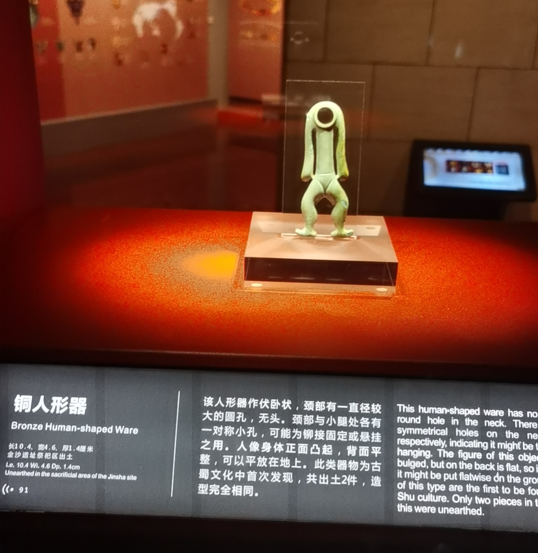 铜人形器
Bronze Human-shaped Ware
长10.4，宽4.6，厚1.4厘米
金沙遗址祭祀区出土
Le. 10.4 Wi. 4.6 Dp. 1.4cm
Unearthed in the sacrificial area of the Jinsha site
91
该人形器作伏卧状，颈部有一直径较
大的圆孔，无头。颈部与小腿处各有
一对称小孔，可能为铆接固定或悬挂
之用。人像身体正面凸起，背面平
整，可以平放在地上。此类器物为古
蜀文化中首次发现，共出土2件，造
型完全相同。
This human-shaped ware has no
round hole in the neck. There
symmetrical holes on the ne
respectively, indicating it might be
hanging. The figure of this obje
bulged, but on the back is flat, so i
it might be put flatwise on the gro
of this type are the first to be fou
Shu culture. Only two pieces in t
this were unearthed.